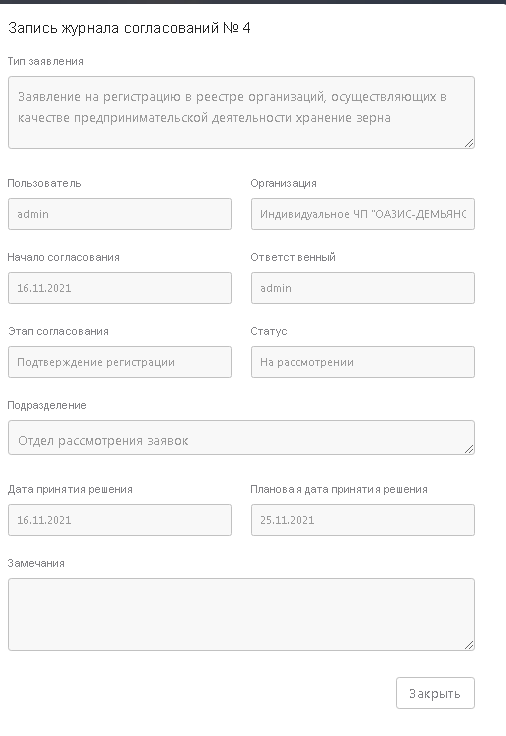 Запись журнала согласований № 4
Тип заявления
Заявление на регистрацию в реестре организаций, осуществляющих в
качестве предпринимательской деятельности хранение зерна
Пользователь
Организация
admin
Индивидуальное ЧП "ОАЗИС-ДЕМЬЯНС
Начало согласования
Ответственный
16.11.2021
admin
Этап согласования
Статус
Подтверждение регистрации
На рассмотрении
Подразделение
Отдел рассмотрения заявок
Дата принятия решения
Плановая дата принятия решения
16.11.2021
25.11.2021
Замечания
Закрыть